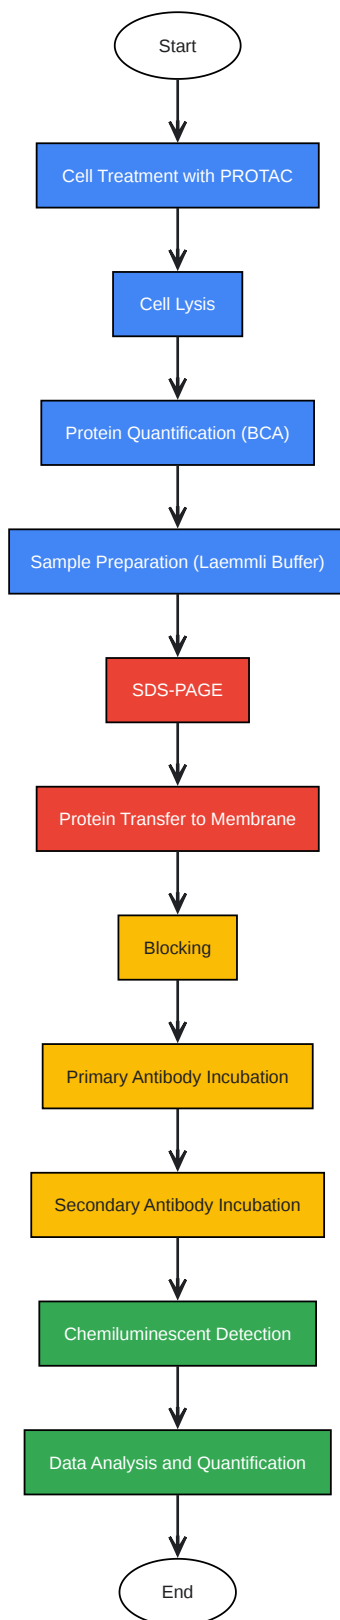 Start
Cell Treatment with PROTAC
Cell Lysis
Protein Quantification (BCA)
Sample Preparation (Laemmli Buffer)
SDS-PAGE
Protein Transfer to Membrane
Blocking
Primary Antibody Incubation
Secondary Antibody Incubation
Chemiluminescent Detection
Data Analysis and Quantification
End